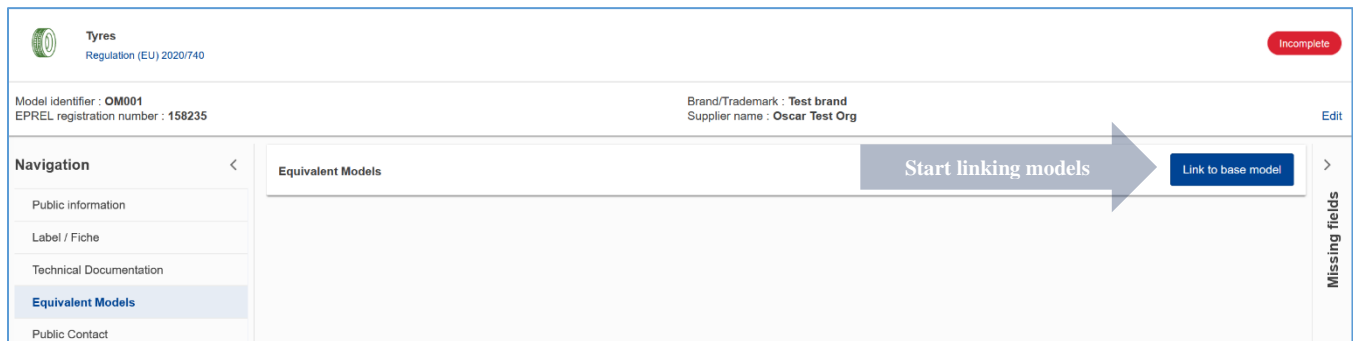 Tyres
Regulation (EU) 2020/740
Incomplete
Model identifier : OM001
EPREL registration number : 158235
Brand/Trademark : Test brand
Supplier name : Oscar Test Org
Edit
Navigation
Public information
Label / Fiche
Technical Documentation
Equivalent Models
Public Contact
Equivalent Models
Start linking models
Link to base model
Missing fields